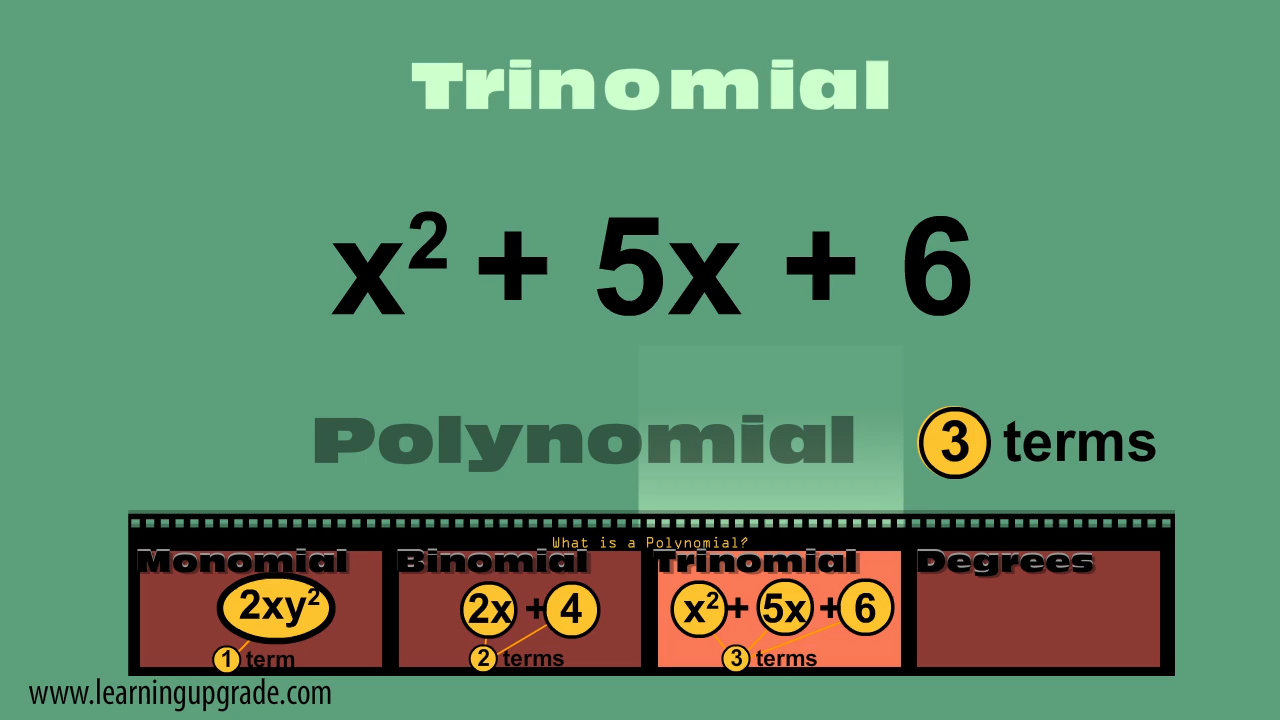 Trinomial
x² + 5x + 6
Polynomial 3 terms
What is a Polynomial?
Monomial Binomial Trinomial Degrees
2xy² 2x + 4 x² + 5x + 6
1 term 2 terms 3 terms
www.learningupgrade.com